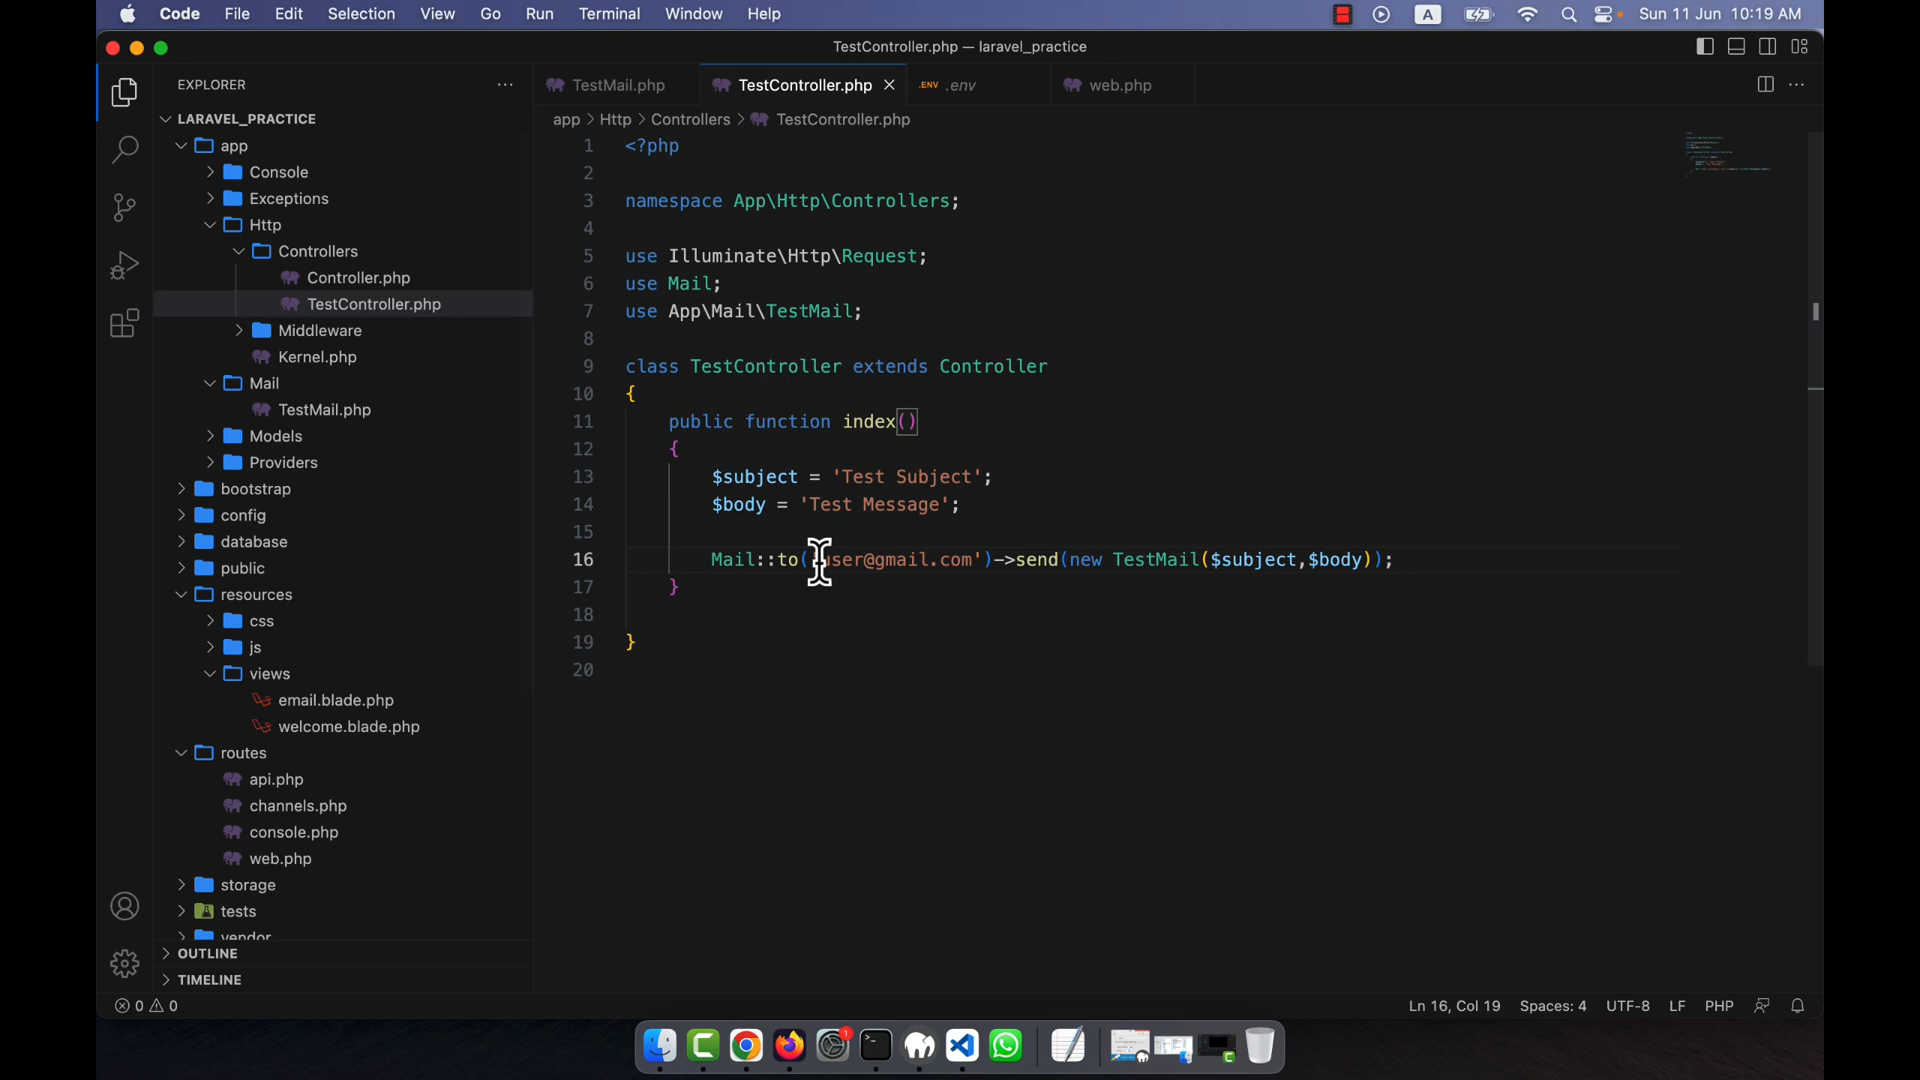 Code File Edit Selection View Go Run Terminal Window Help A Sun 11 Jun 10:19 AM
TestController.php — laravel_practice
EXPLORER
TestMail.php TestController.php .ENV .env web.php
LARAVEL_PRACTICE
app > Http > Controllers > TestController.php
app
Console
Exceptions
Http
Controllers
Controller.php
TestController.php
Middleware
Kernel.php
Mail
TestMail.php
Models
Providers
bootstrap
config
database
public
resources
css
js
views
email.blade.php
welcome.blade.php
routes
api.php
channels.php
console.php
web.php
storage
tests
vendor
OUTLINE
TIMELINE
1 <?php
2
3 namespace App\Http\Controllers;
4
5 use Illuminate\Http\Request;
6 use Mail;
7 use App\Mail\TestMail;
8
9 class TestController extends Controller
10 {
11 public function index()
12 {
13 $subject = 'Test Subject';
14 $body = 'Test Message';
15
16 Mail::to('user@gmail.com')->send(new TestMail($subject,$body));
17 }
18
19 }
20
0 0 Ln 16, Col 19 Spaces: 4 UTF-8 LF PHP
1